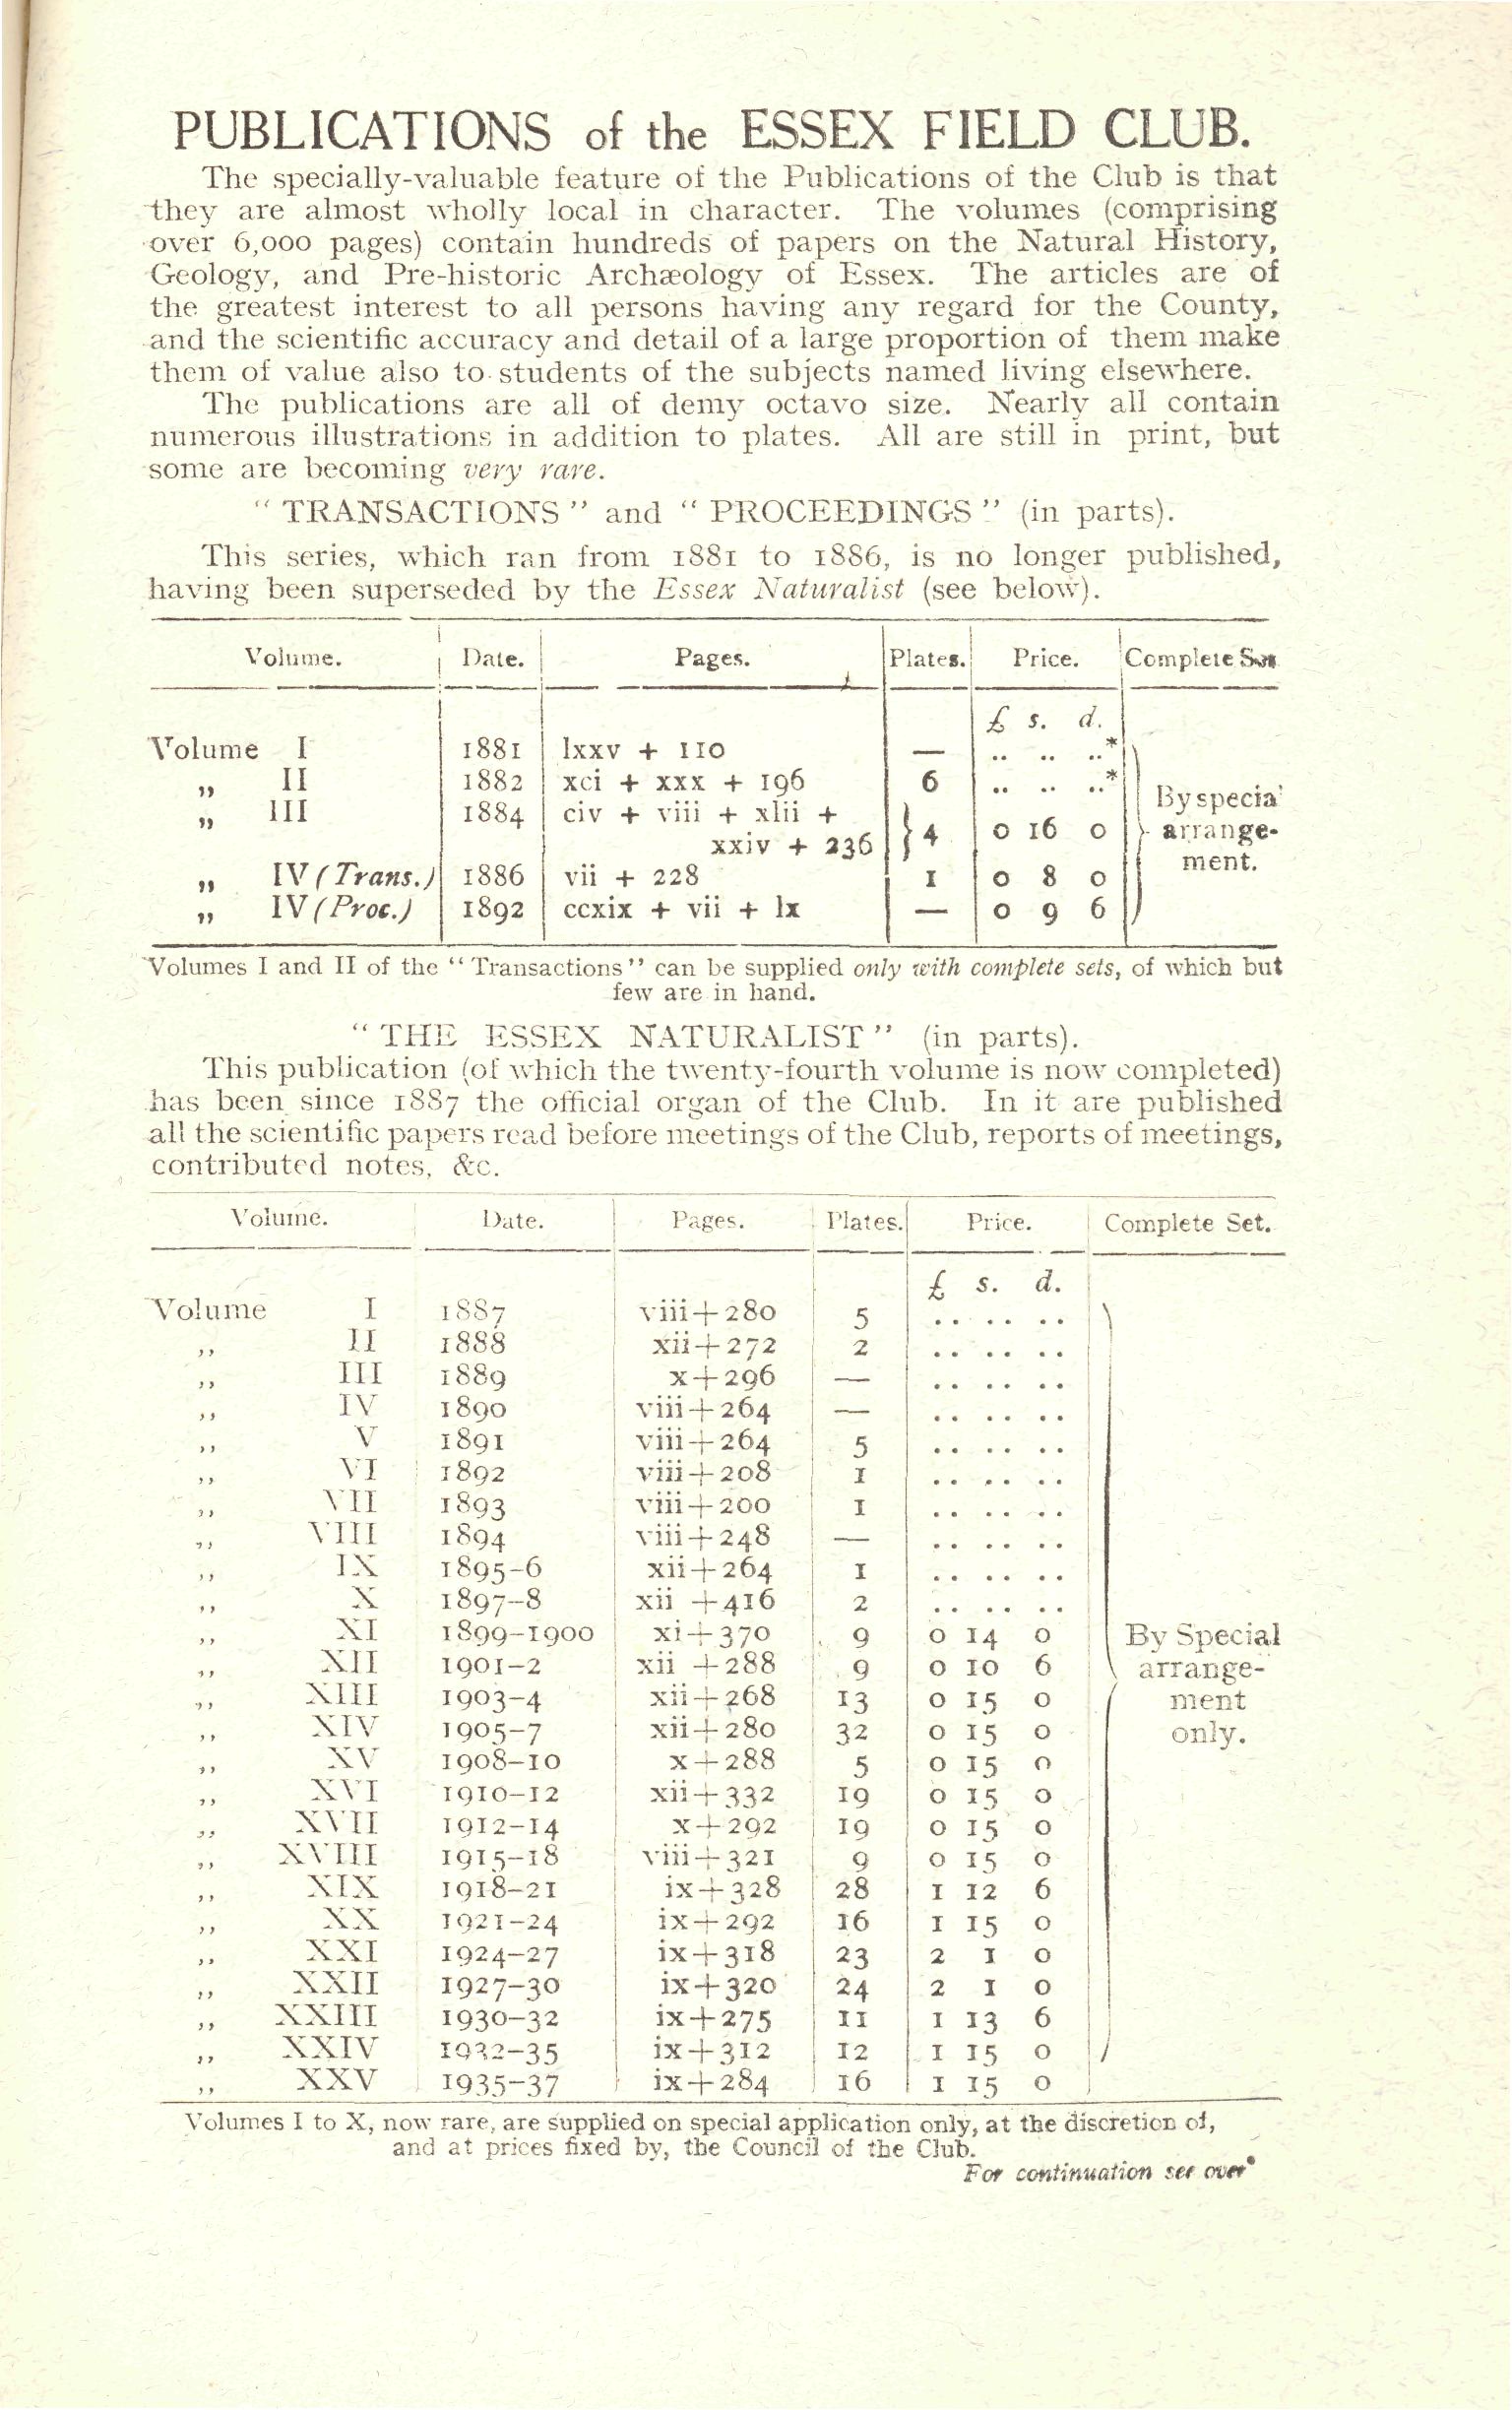 PUBLICATIONS of the ESSEX FIELD CLUB.
The specially-valuable feature of the Publications of the Club is that
they are almost wholly local in character. The volumes (comprising
over 6,000 pages) contain hundreds of papers on the Natural History,
Geology, and Pre-historic Archæology of Essex. The articles are of
the greatest interest to all persons having any regard for the County,
and the scientific accuracy and detail of a large proportion of them make
them of value also to students of the subjects named living elsewhere.
The publications are all of demy octavo size. Nearly all contain
numerous illustrations in addition to plates. All are still in print, but
some are becoming very rare.
“TRANSACTIONS” and “PROCEEDINGS” (in parts).
This series, which ran from 1881 to 1886, is no longer published,
having been superseded by the Essex Naturalist (see below).
Volume. Date. Pages. Plates. Price. Complete Set
£ s. d.
Volume I 1881 lxxv + 110 — .. .. ..*
„ II 1882 xci + xxx + 196 6 .. .. ..*
„ III 1884 civ + viii + xlii +
xxiv + 236 } 4 0 16 0
„ IV (Trans.) 1886 vii + 228 1 0 8 0
„ IV (Proc.) 1892 ccxix + vii + lx — 0 9 6
By specia'
arrange-
ment.
Volumes I and II of the “Transactions” can be supplied only with complete sets, of which but
few are in hand.
“THE ESSEX NATURALIST” (in parts).
This publication (of which the twenty-fourth volume is now completed)
has been since 1887 the official organ of the Club. In it are published
all the scientific papers read before meetings of the Club, reports of meetings,
contributed notes, &c.
Volume. Date. Pages. Plates. Price. Complete Set.
£ s. d.
Volume I 1887 viii+280 5 .. .. ..
„ II 1888 xii+272 2 .. .. ..
„ III 1889 x+296 — .. .. ..
„ IV 1890 viii+264 — .. .. ..
„ V 1891 viii+264 5 .. .. ..
„ VI 1892 viii+208 1 .. .. ..
„ VII 1893 viii+200 1 .. .. ..
„ VIII 1894 viii+248 — .. .. ..
„ IX 1895-6 xii+264 1 .. .. ..
„ X 1897-8 xii +416 2 .. .. ..
„ XI 1899-1900 xi+370 9 0 14 0
„ XII 1901-2 xii +288 9 0 10 6
„ XIII 1903-4 xii+268 13 0 15 0
„ XIV 1905-7 xii+280 32 0 15 0
„ XV 1908-10 x+288 5 0 15 0
„ XVI 1910-12 xii+332 19 0 15 0
„ XVII 1912-14 x+292 19 0 15 0
„ XVIII 1915-18 viii+321 9 0 15 0
„ XIX 1918-21 ix+328 28 1 12 6
„ XX 1921-24 ix+292 16 1 15 0
„ XXI 1924-27 ix+318 23 2 1 0
„ XXII 1927-30 ix+320 24 2 1 0
„ XXIII 1930-32 ix+275 11 1 13 6
„ XXIV 1932-35 ix+312 12 1 15 0
„ XXV 1935-37 ix+284 16 1 15 0
By Special
arrange-
ment
only.
Volumes I to X, now rare, are supplied on special application only, at the discretion of,
and at prices fixed by, the Council of the Club.
For continuation see over